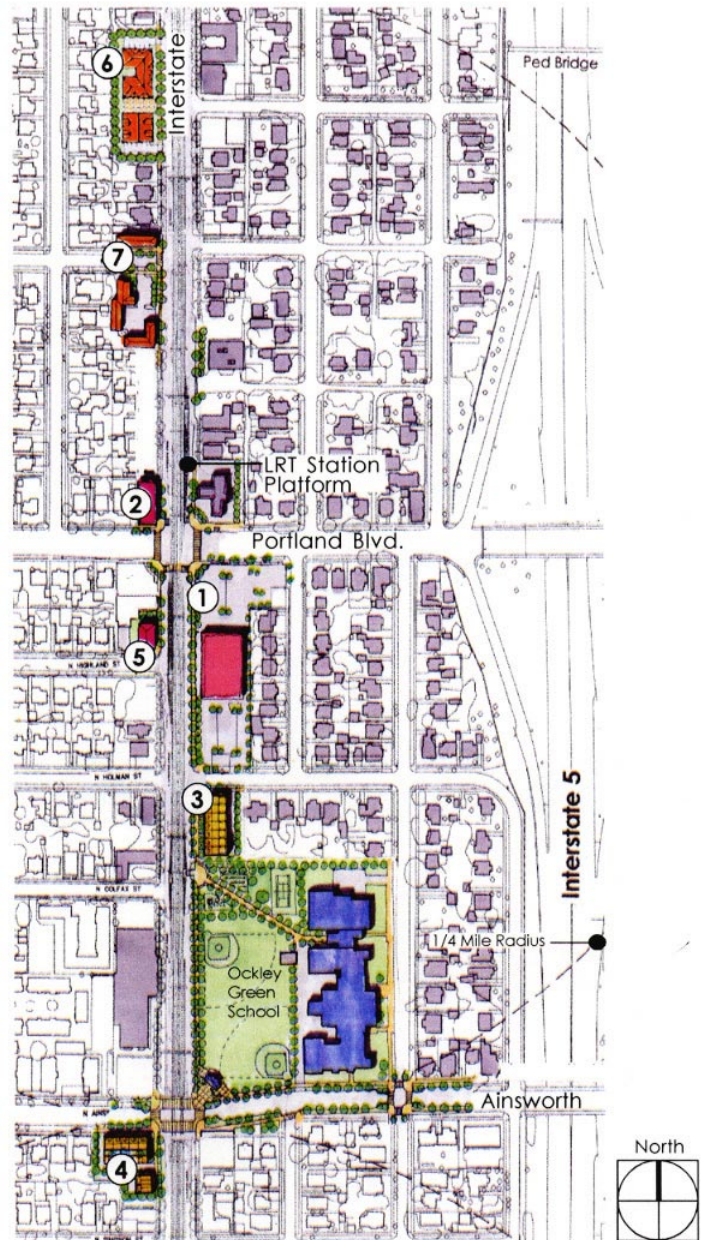 6
Interstate
Ped Bridge
7
LRT Station
Platform
2
Portland Blvd.
1
5
N HIGHLAND ST
N HOLMAN ST
3
Interstate 5
N COLFAX ST
1/4 Mile Radius
Ockley
Green
School
Ainsworth
4
North